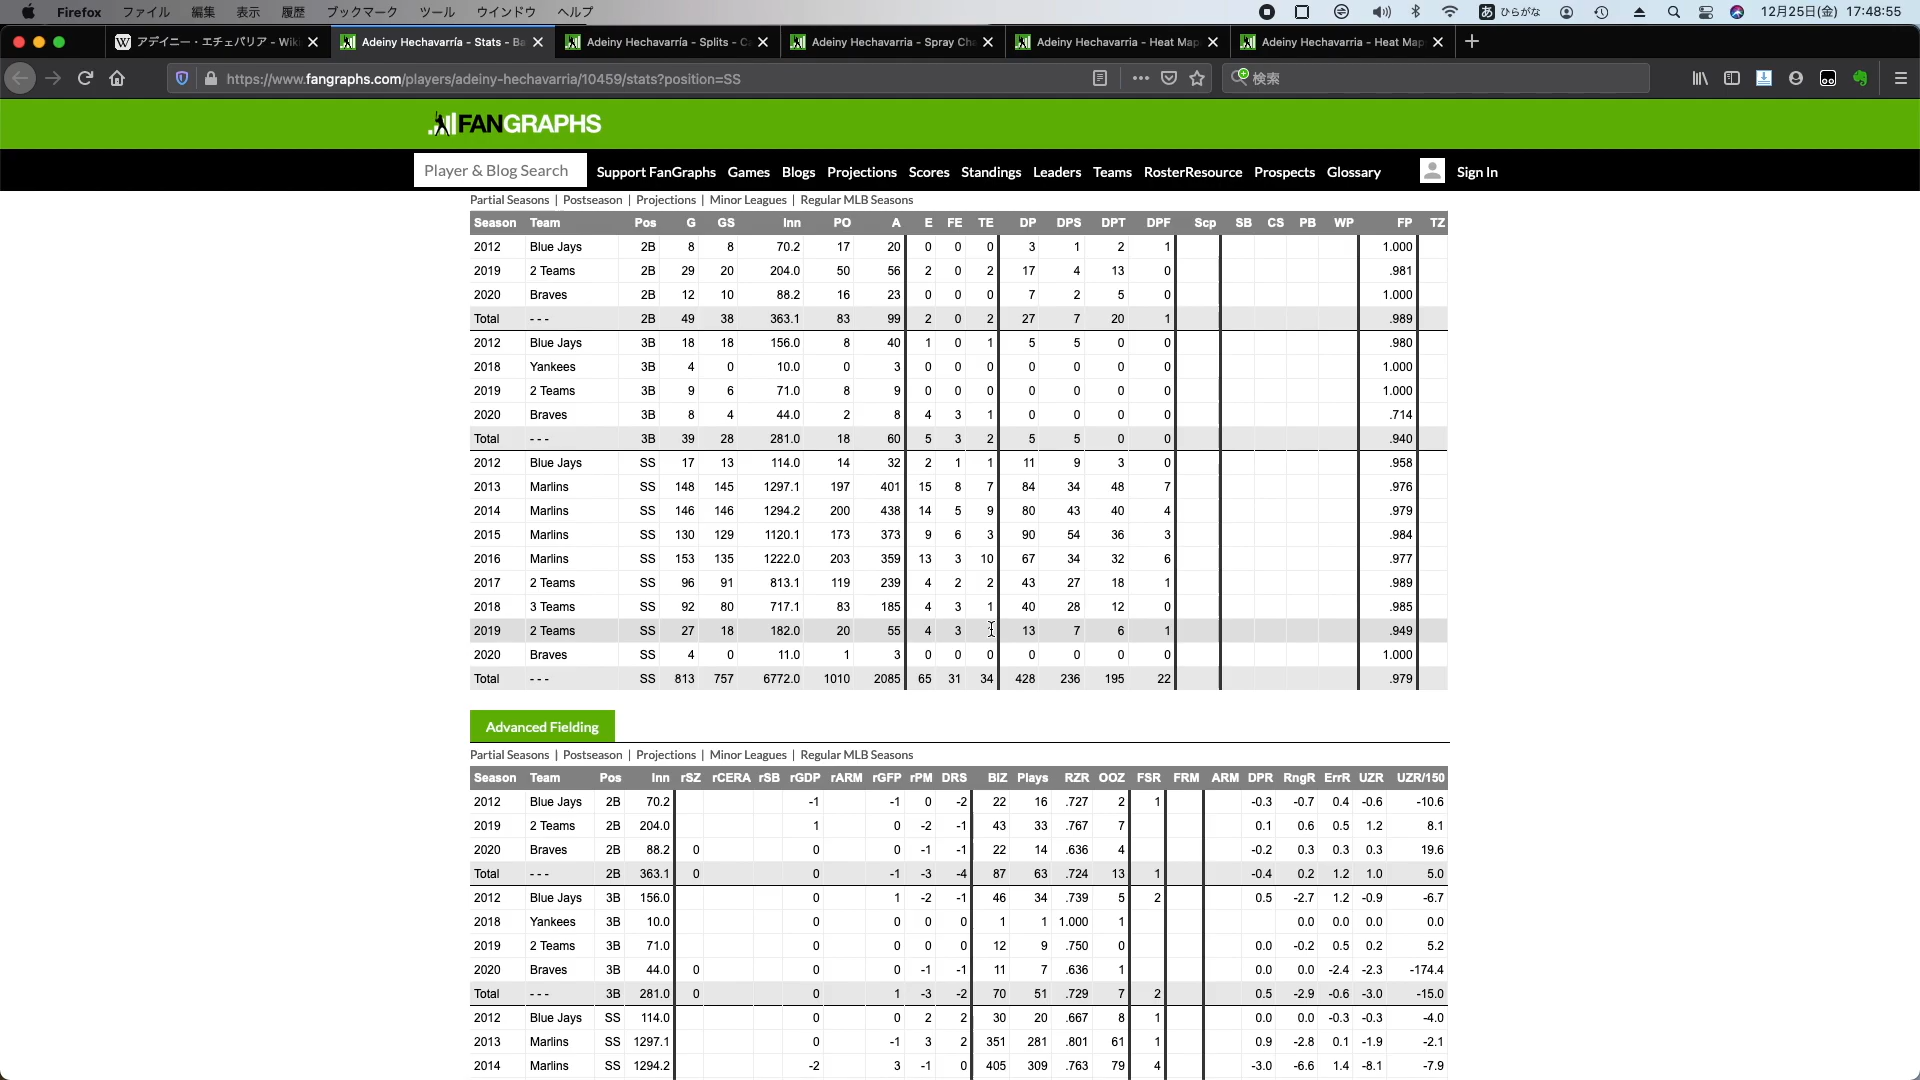 Firefox ファイル 編集 表示 履歴 ブックマーク ツール ウインドウ ヘルプ あ ひらがな 12月25日(金) 17:48:55
W アデイニー・エチェバリア - Wiki Adeiny Hechavarría - Stats - Ba Adeiny Hechavarría - Splits - C Adeiny Hechavarria - Spray Cha Adeiny Hechavarria - Heat Map Adeiny Hechavarria - Heat Map
https://www.fangraphs.com/players/adeiny-hechavarria/10459/stats?position=SS 検索
FANGRAPHS
Player & Blog Search Support FanGraphs Games Blogs Projections Scores Standings Leaders Teams RosterResource Prospects Glossary Sign In
Partial Seasons | Postseason | Projections | Minor Leagues | Regular MLB Seasons
Season Team Pos G GS Inn PO A E FE TE DP DPS DPT DPF Scp SB CS PB WP FP TZ
2012 Blue Jays 2B 8 8 70.2 17 20 0 0 0 3 1 2 1 1.000
2019 2 Teams 2B 29 20 204.0 50 56 2 0 2 17 4 13 0 .981
2020 Braves 2B 12 10 88.2 16 23 0 0 0 7 2 5 0 1.000
Total - - - 2B 49 38 363.1 83 99 2 0 2 27 7 20 1 .989
2012 Blue Jays 3B 18 18 156.0 8 40 1 0 1 5 5 0 0 .980
2018 Yankees 3B 4 0 10.0 0 3 0 0 0 0 0 0 0 1.000
2019 2 Teams 3B 9 6 71.0 8 9 0 0 0 0 0 0 0 1.000
2020 Braves 3B 8 4 44.0 2 8 4 3 1 0 0 0 0 .714
Total - - - 3B 39 28 281.0 18 60 5 3 2 5 5 0 0 .940
2012 Blue Jays SS 17 13 114.0 14 32 2 1 1 11 9 3 0 .958
2013 Marlins SS 148 145 1297.1 197 401 15 8 7 84 34 48 7 .976
2014 Marlins SS 146 146 1294.2 200 438 14 5 9 80 43 40 4 .979
2015 Marlins SS 130 129 1120.1 173 373 9 6 3 90 54 36 3 .984
2016 Marlins SS 153 135 1222.0 203 359 13 3 10 67 34 32 6 .977
2017 2 Teams SS 96 91 813.1 119 239 4 2 2 43 27 18 1 .989
2018 3 Teams SS 92 80 717.1 83 185 4 3 1 40 28 12 0 .985
2019 2 Teams SS 27 18 182.0 20 55 4 3 13 7 6 1 .949
2020 Braves SS 4 0 11.0 1 3 0 0 0 0 0 0 0 1.000
Total - - - SS 813 757 6772.0 1010 2085 65 31 34 428 236 195 22 .979
Advanced Fielding
Partial Seasons | Postseason | Projections | Minor Leagues | Regular MLB Seasons
Season Team Pos Inn rSZ rCERA rSB rGDP rARM rGFP rPM DRS BIZ Plays RZR OOZ FSR FRM ARM DPR RngR ErrR UZR UZR/150
2012 Blue Jays 2B 70.2 -1 -1 0 -2 22 16 .727 2 1 -0.3 -0.7 0.4 -0.6 -10.6
2019 2 Teams 2B 204.0 1 0 -2 -1 43 33 .767 7 0.1 0.6 0.5 1.2 8.1
2020 Braves 2B 88.2 0 0 0 -1 -1 22 14 .636 4 -0.2 0.3 0.3 0.3 19.6
Total - - - 2B 363.1 0 0 -1 -3 -4 87 63 .724 13 1 -0.4 0.2 1.2 1.0 5.0
2012 Blue Jays 3B 156.0 0 1 -2 -1 46 34 .739 5 2 0.5 -2.7 1.2 -0.9 -6.7
2018 Yankees 3B 10.0 0 0 0 0 1 1 1.000 1 0.0 0.0 0.0 0.0
2019 2 Teams 3B 71.0 0 0 0 0 12 9 .750 0 0.0 -0.2 0.5 0.2 5.2
2020 Braves 3B 44.0 0 0 0 -1 -1 11 7 .636 1 0.0 0.0 -2.4 -2.3 -174.4
Total - - - 3B 281.0 0 0 1 -3 -2 70 51 .729 7 2 0.5 -2.9 -0.6 -3.0 -15.0
2012 Blue Jays SS 114.0 0 0 2 2 30 20 .667 8 1 0.0 0.0 -0.3 -0.3 -4.0
2013 Marlins SS 1297.1 0 -1 3 2 351 281 .801 61 1 0.9 -2.8 0.1 -1.9 -2.1
2014 Marlins SS 1294.2 -2 3 -1 0 405 309 .763 79 4 -3.0 -6.6 1.4 -8.1 -7.9